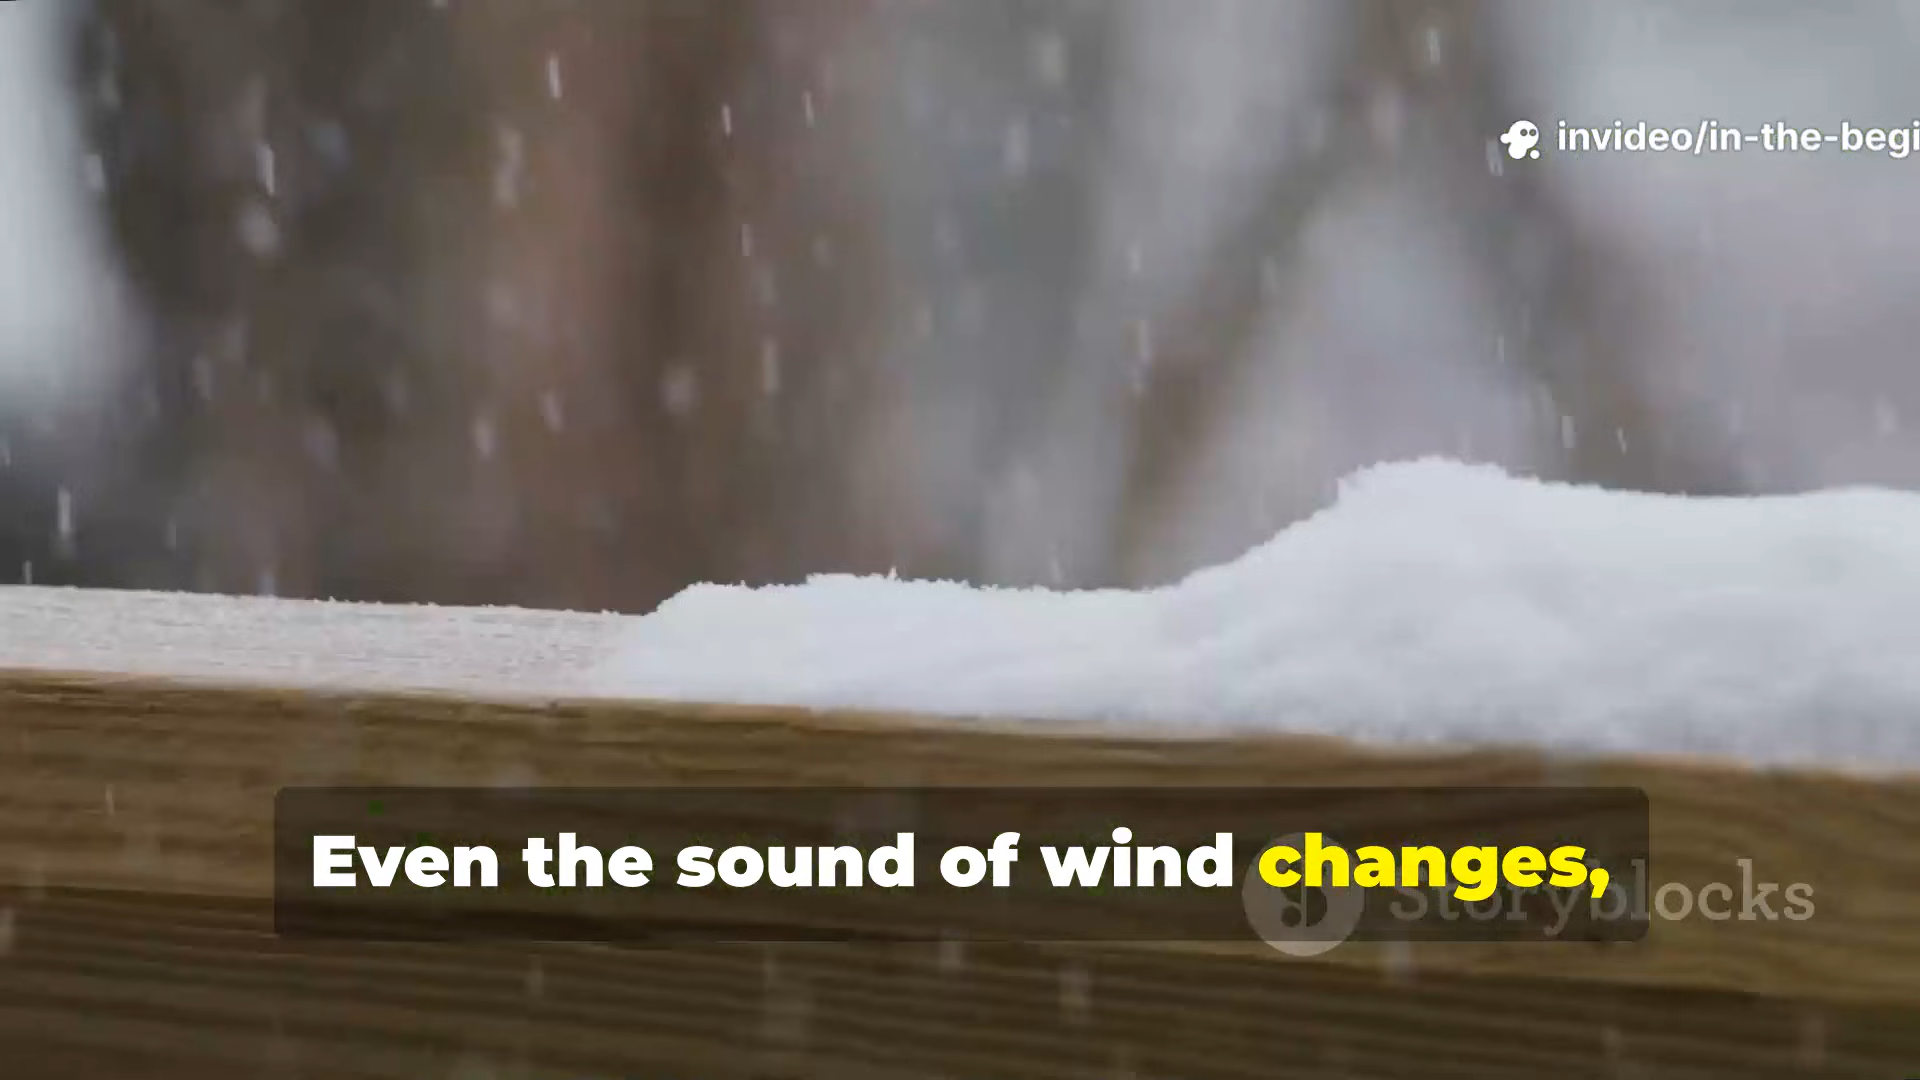 invideo/in-the-begi
Even the sound of wind changes,
Storyblocks